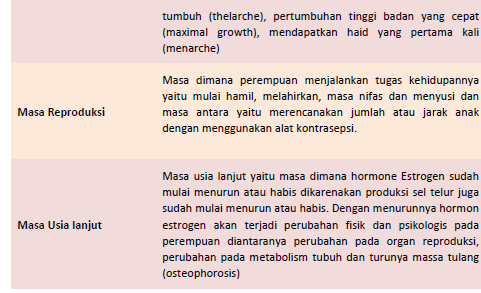 tumbuh (thelarche), pertumbuhan tinggi badan yang cepat
(maximal growth), mendapatkan haid yang pertama kali
(menarche)
Masa Reproduksi
Masa dimana perempuan menjalankan tugas kehidupannya
yaitu mulai hamil, melahirkan, masa nifas dan menyusi dan
masa antara yaitu merencanakan jumlah atau jarak anak
dengan menggunakan alat kontrasepsi.
Masa Usia lanjut
Masa usia lanjut yaitu masa dimana hormone Estrogen sudah
mulai menurun atau habis dikarenakan produksi sel telur juga
sudah mulai menurun atau habis. Dengan menurunnya hormon
estrogen akan terjadi perubahan fisik dan psikologis pada
perempuan diantaranya perubahan pada organ reproduksi,
perubahan pada metabolism tubuh dan turunya massa tulang
(osteophorosis)